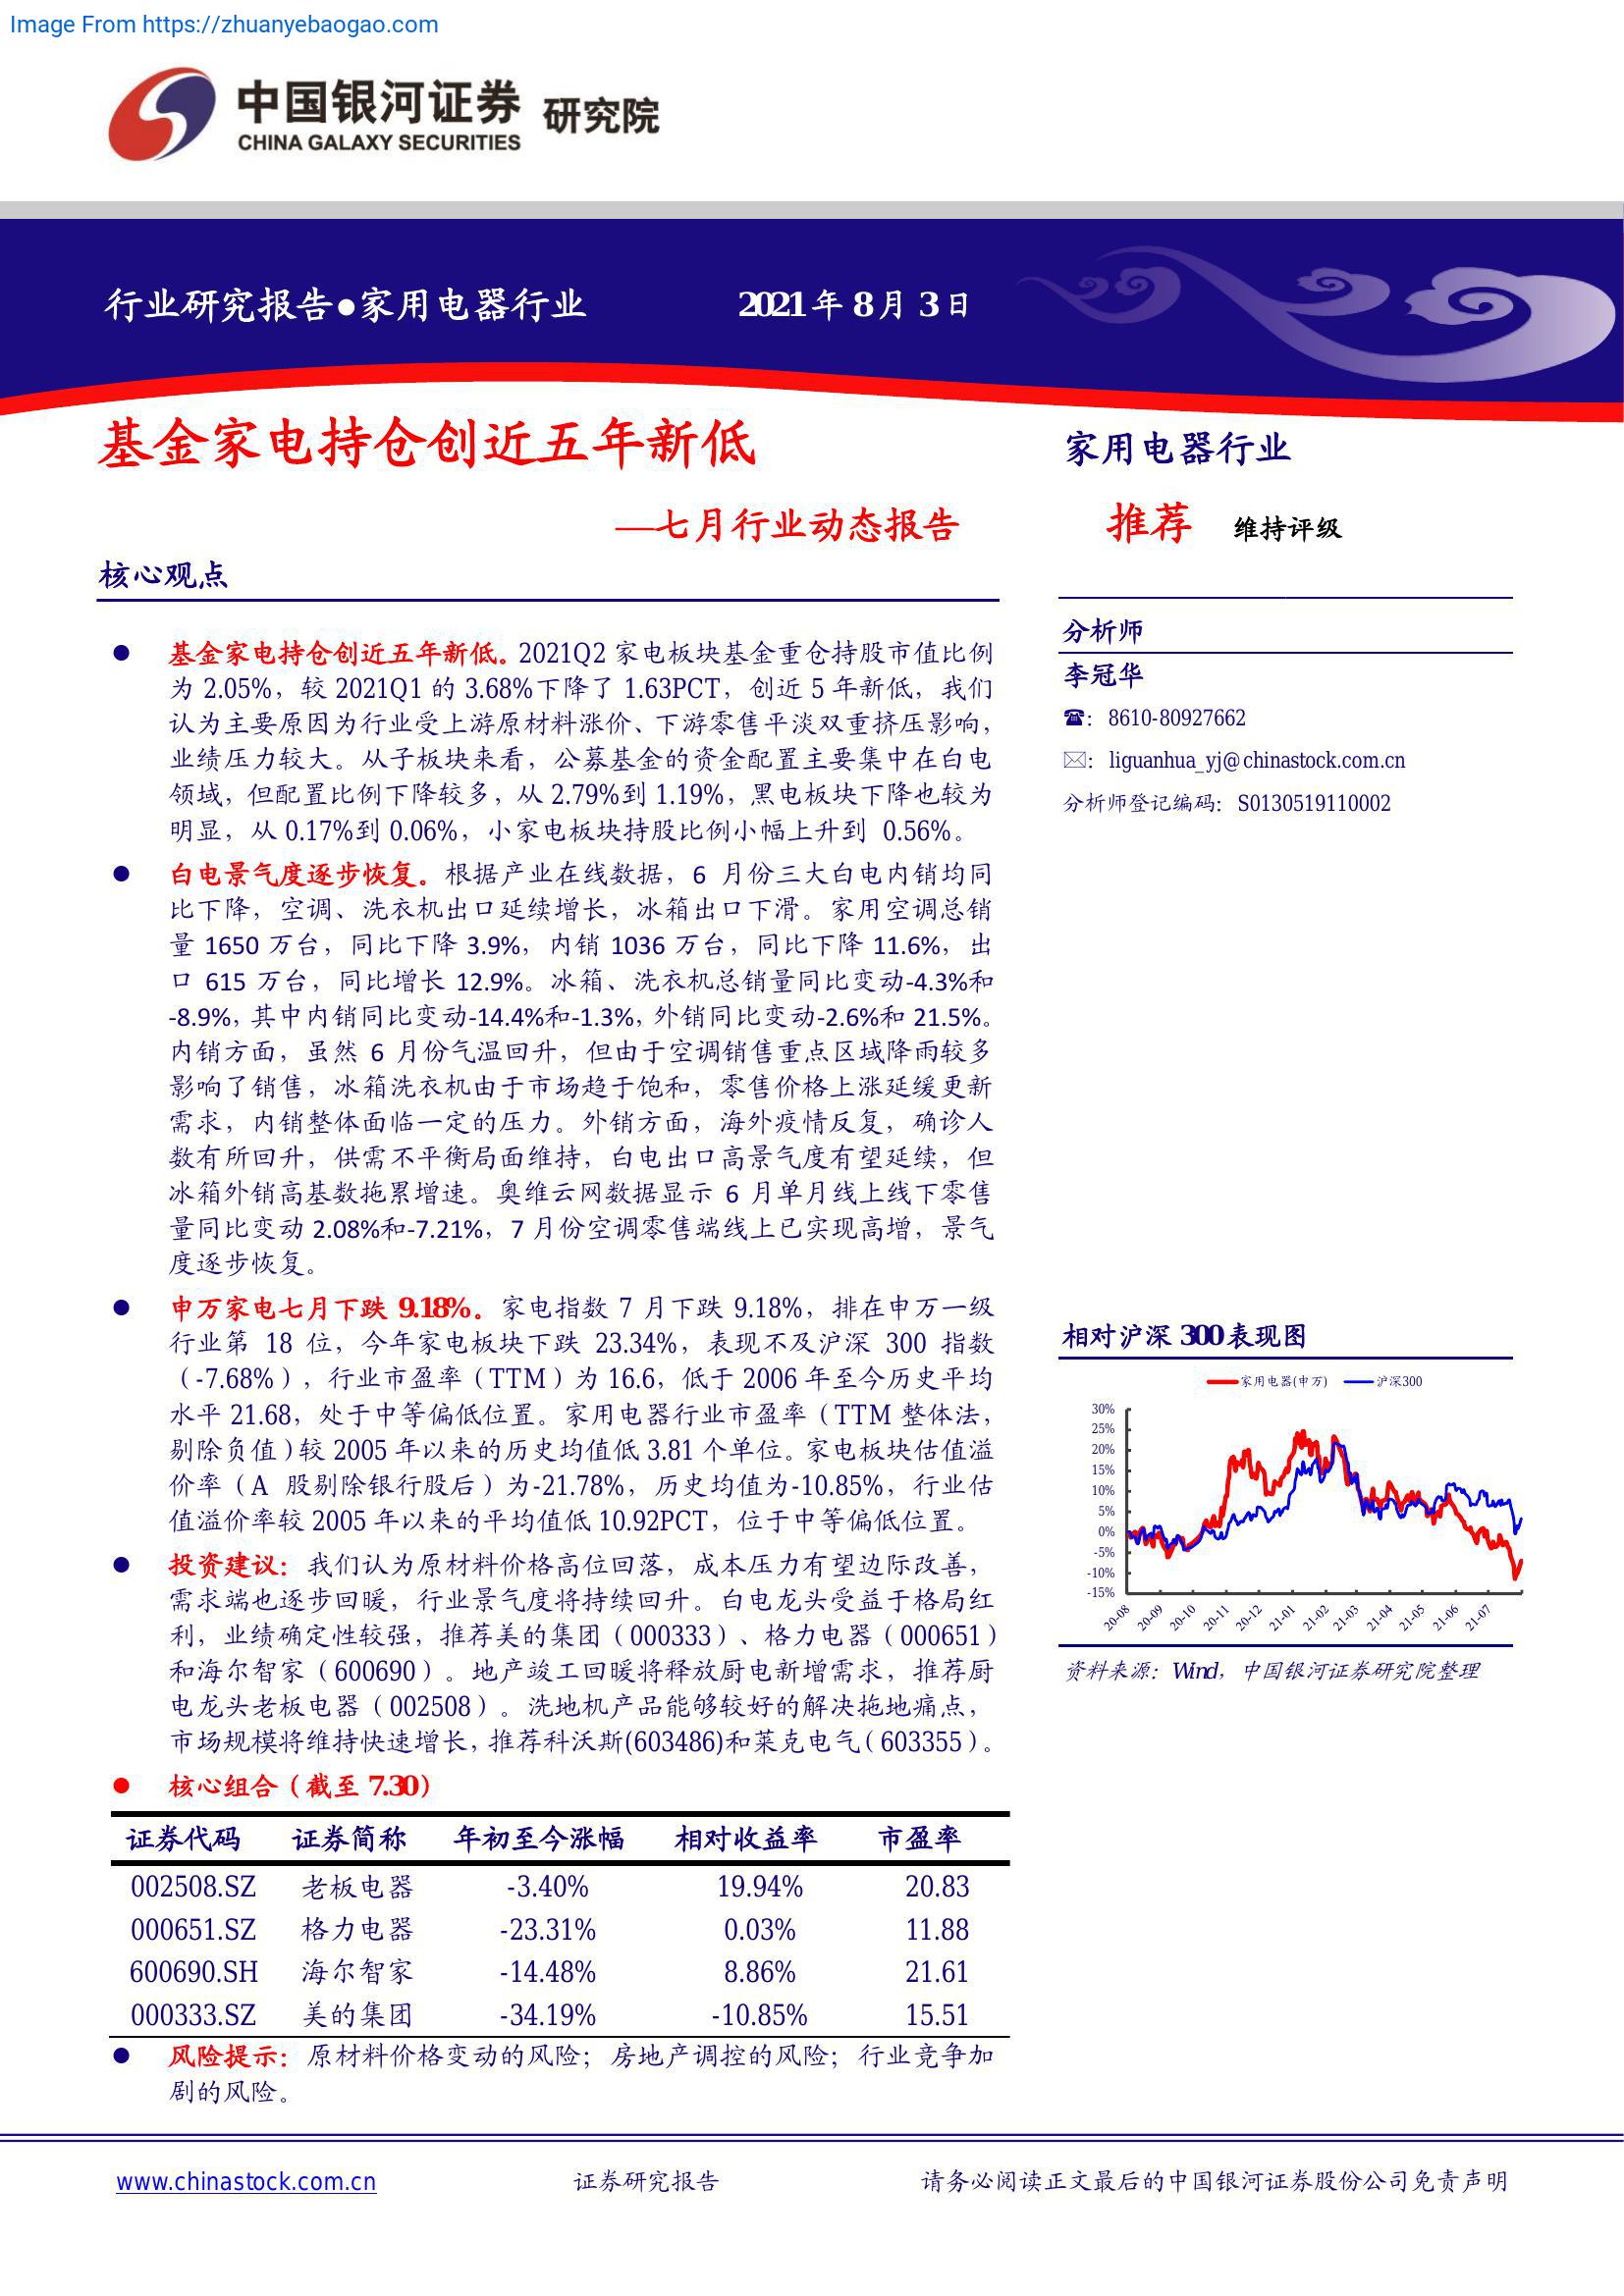 Image From https://zhuanyebaogao.com
中国银河证券 研究院
CHINA GALAXY SECURITIES
行业研究报告●家用电器行业 2021年8月3日
基金家电持仓创近五年新低
—七月行业动态报告
核心观点
● 基金家电持仓创近五年新低。2021Q2 家电板块基金重仓持股市值比例
为 2.05%，较 2021Q1 的 3.68%下降了 1.63PCT，创近 5 年新低，我们
认为主要原因为行业受上游原材料涨价、下游零售平淡双重挤压影响，
业绩压力较大。从子板块来看，公募基金的资金配置主要集中在白电
领域，但配置比例下降较多，从 2.79%到 1.19%，黑电板块下降也较为
明显，从 0.17%到 0.06%，小家电板块持股比例小幅上升到 0.56%。
● 白电景气度逐步恢复。根据产业在线数据，6 月份三大白电内销均同
比下降，空调、洗衣机出口延续增长，冰箱出口下滑。家用空调总销
量 1650 万台，同比下降 3.9%，内销 1036 万台，同比下降 11.6%，出
口 615 万台，同比增长 12.9%。冰箱、洗衣机总销量同比变动-4.3%和
-8.9%，其中内销同比变动-14.4%和-1.3%，外销同比变动-2.6%和 21.5%。
内销方面，虽然 6 月份气温回升，但由于空调销售重点区域降雨较多
影响了销售，冰箱洗衣机由于市场趋于饱和，零售价格上涨延缓更新
需求，内销整体面临一定的压力。外销方面，海外疫情反复，确诊人
数有所回升，供需不平衡局面维持，白电出口高景气度有望延续，但
冰箱外销高基数拖累增速。奥维云网数据显示 6 月单月线上线下零售
量同比变动 2.08%和-7.21%，7 月份空调零售端线上已实现高增，景气
度逐步恢复。
● 申万家电七月下跌 9.18%。家电指数 7 月下跌 9.18%，排在申万一级
行业第 18 位，今年家电板块下跌 23.34%，表现不及沪深 300 指数
（-7.68%），行业市盈率（TTM）为 16.6，低于 2006 年至今历史平均
水平 21.68，处于中等偏低位置。家用电器行业市盈率（TTM 整体法，
剔除负值）较 2005 年以来的历史均值低 3.81 个单位。家电板块估值溢
价率（A 股剔除银行股后）为-21.78%，历史均值为-10.85%，行业估
值溢价率较 2005 年以来的平均值低 10.92PCT，位于中等偏低位置。
● 投资建议：我们认为原材料价格高位回落，成本压力有望边际改善，
需求端也逐步回暖，行业景气度将持续回升。白电龙头受益于格局红
利，业绩确定性较强，推荐美的集团（000333）、格力电器（000651）
和海尔智家（600690）。地产竣工回暖将释放厨电新增需求，推荐厨
电龙头老板电器（002508）。洗地机产品能够较好的解决拖地痛点，
市场规模将维持快速增长，推荐科沃斯(603486)和莱克电气（603355）。
● 核心组合（截至 7.30）
证券代码 证券简称 年初至今涨幅 相对收益率 市盈率
002508.SZ 老板电器 -3.40% 19.94% 20.83
000651.SZ 格力电器 -23.31% 0.03% 11.88
600690.SH 海尔智家 -14.48% 8.86% 21.61
000333.SZ 美的集团 -34.19% -10.85% 15.51
● 风险提示：原材料价格变动的风险；房地产调控的风险；行业竞争加
剧的风险。
家用电器行业
推荐 维持评级
分析师
李冠华
☎：8610-80927662
✉：liguanhua_yj@chinastock.com.cn
分析师登记编码：S0130519110002
相对沪深 300 表现图
家用电器(申万) 沪深300
30%
25%
20%
15%
10%
5%
0%
-5%
-10%
-15%
20-08 20-09 20-10 20-11 20-12 21-01 21-02 21-03 21-04 21-05 21-06 21-07
资料来源：Wind，中国银河证券研究院整理
www.chinastock.com.cn 证券研究报告 请务必阅读正文最后的中国银河证券股份公司免责声明